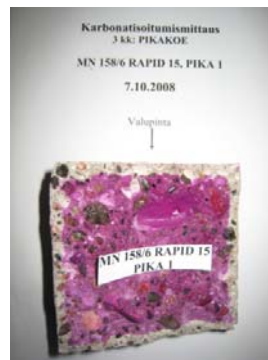 Karbonatisoitumismittaus
3 kk: PIKAKOE
MN 158/6 RAPID 15, PIKA 1
7.10.2008
Valupinta
MN 158/6 RAPID 15
PIKA 1